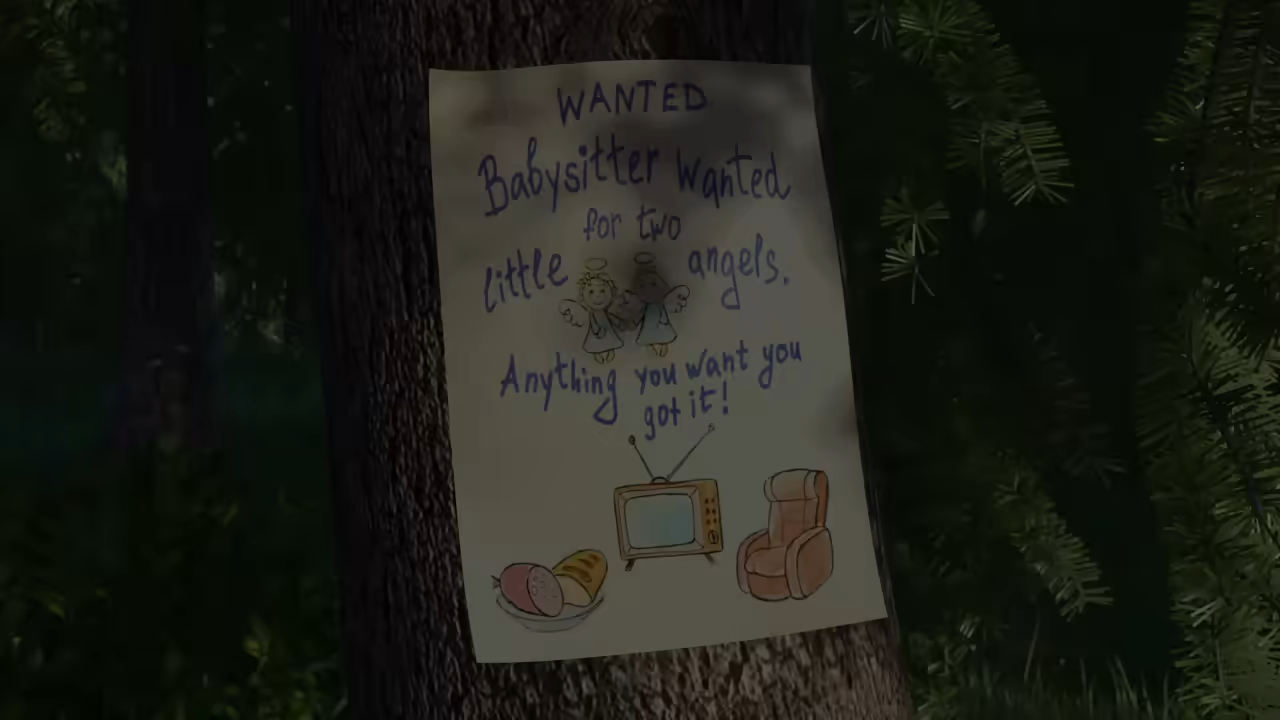 WANTED
Babysitter Wanted
for two
little angels.
Anything you want you
got it!